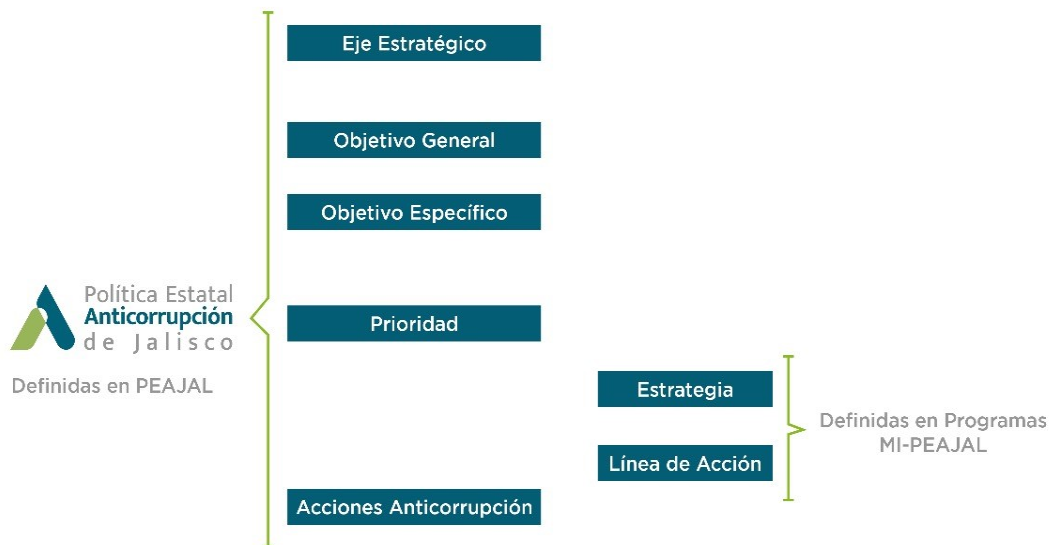 Eje Estratégico
Objetivo General
Objetivo Específico
Política Estatal
Anticorrupción
de Jalisco
Definidas en PEAJAL
Prioridad
Estrategia
Línea de Acción
Definidas en Programas
MI-PEAJAL
Acciones Anticorrupción